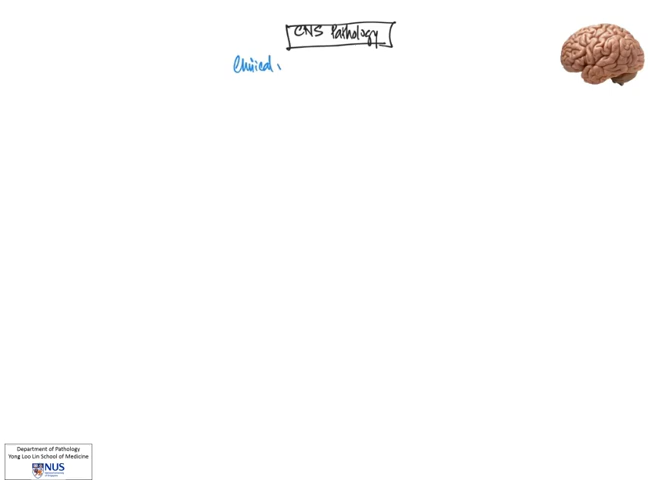 CNS Pathology
Clinical
Department of Pathology
Yong Loo Lin School of Medicine
NUS